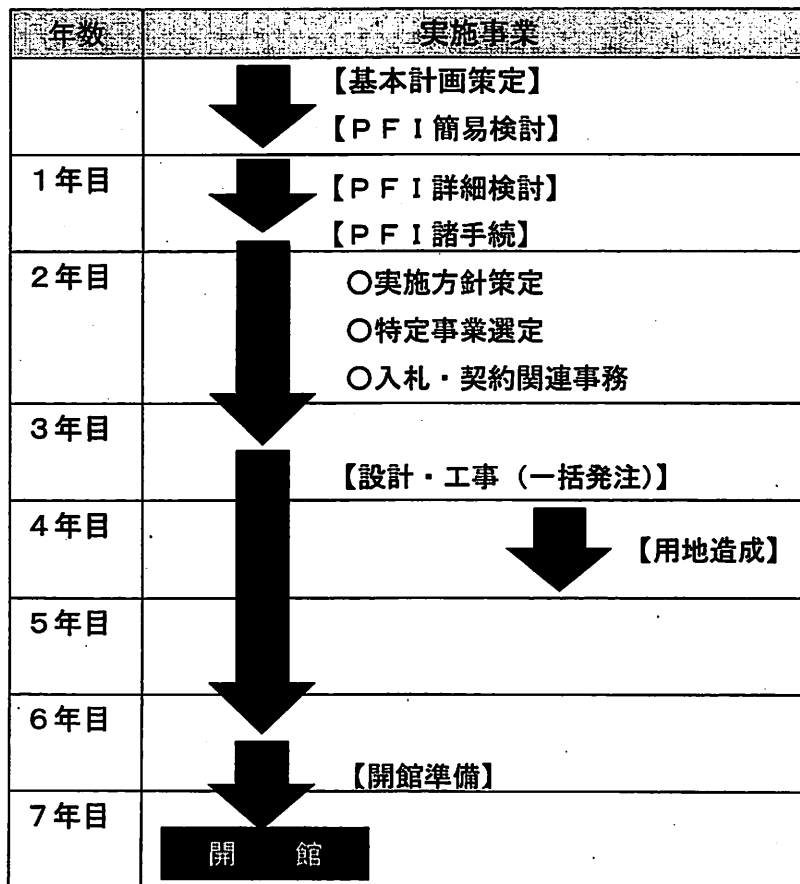 年数 実施事業
【基本計画策定】
【ＰＦＩ簡易検討】
１年目 【ＰＦＩ詳細検討】
【ＰＦＩ諸手続】
２年目 ○実施方針策定
○特定事業選定
○入札・契約関連事務
３年目
【設計・工事（一括発注）】
４年目 【用地造成】
５年目
６年目
【開館準備】
７年目
開　館